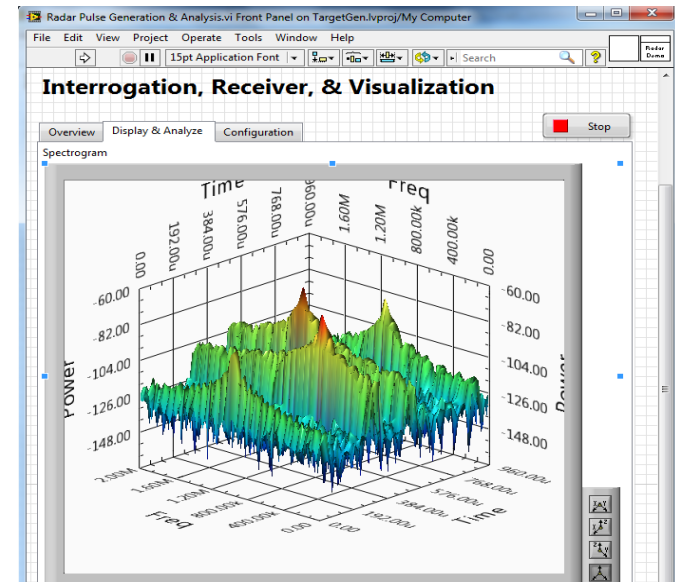 Radar Pulse Generation & Analysis.vi Front Panel on TargetGen.lvproj/My Computer
File Edit View Project Operate Tools Window Help
15pt Application Font
Search
Radar
Demo
Interrogation, Receiver, & Visualization
Overview
Display & Analyze
Configuration
Stop
Spectrogram
Time
Freq
0.00
192.00u
384.00u
576.00u
768.00u
960.00u
1.60M
1.20M
800.00k
400.00k
0.00
-60.00
-82.00
-104.00
-126.00
-148.00
Power
-60.00
-82.00
-104.00
-126.00
-148.00
Power
2.00M
1.60M
1.20M
800.00k
400.00k
0.00
Freq
0.00
192.00u
384.00u
576.00u
768.00u
960.00u
Time